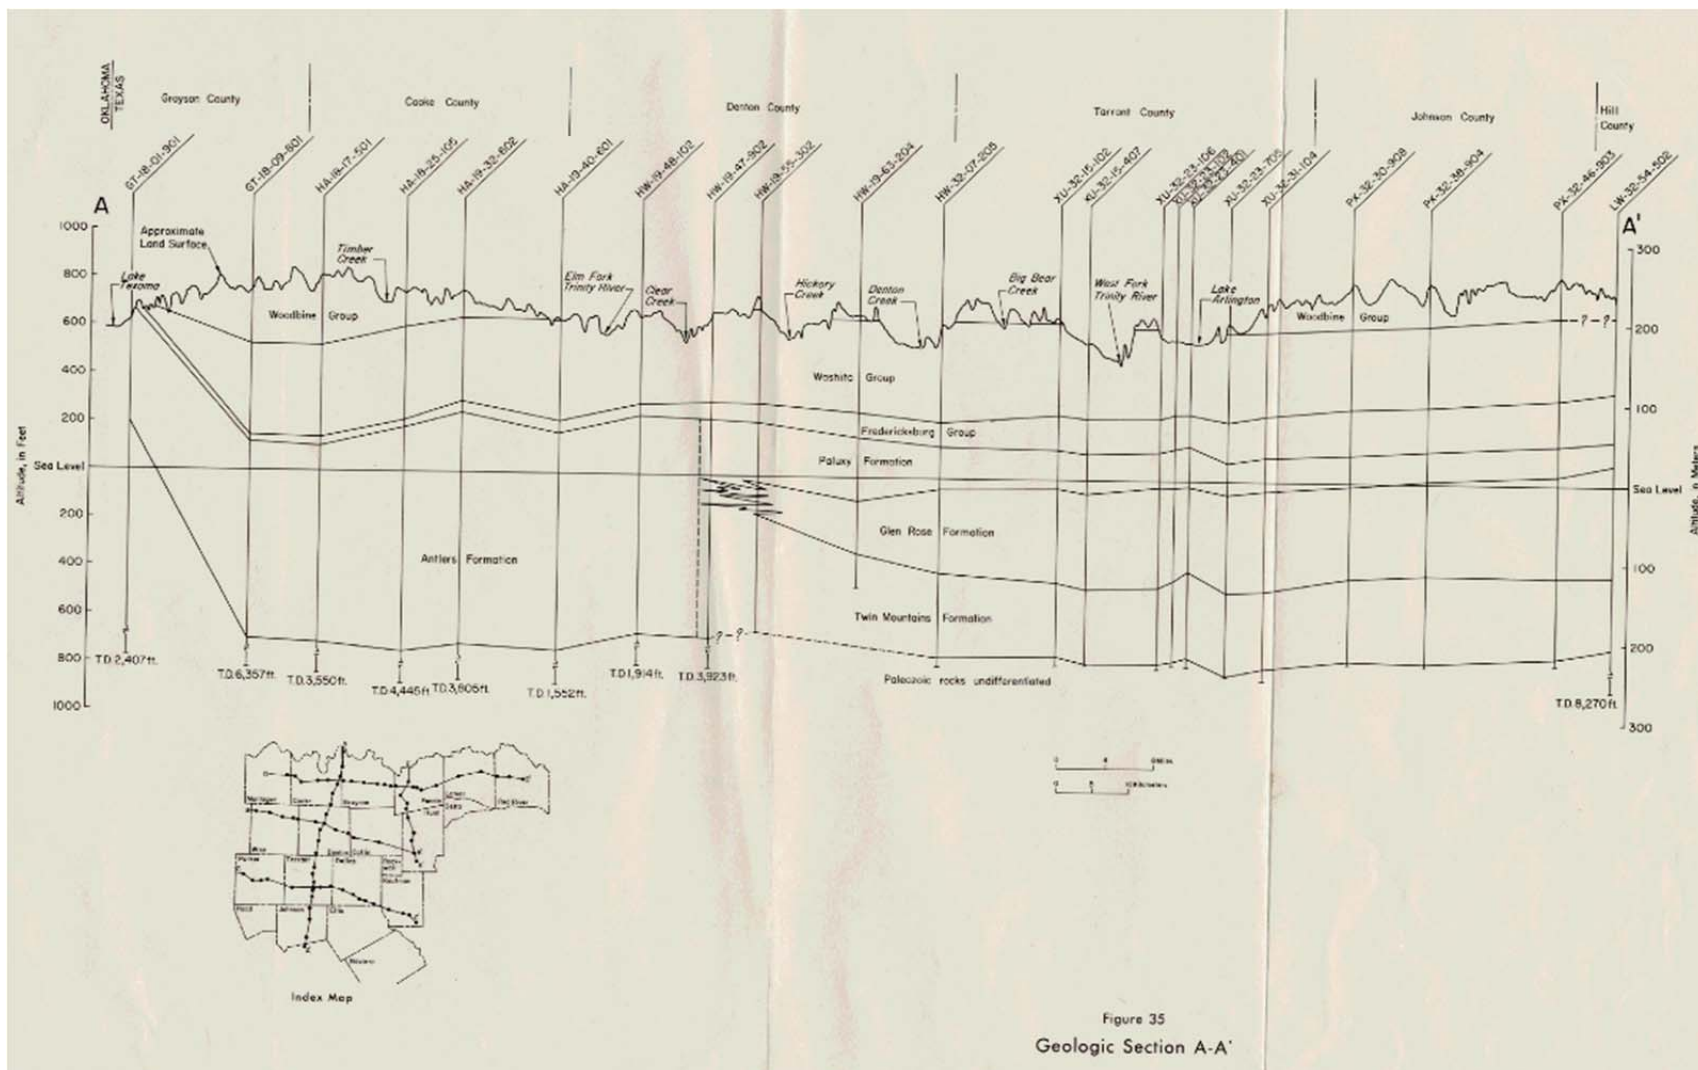 OKLAHOMA
TEXAS
Grayson County
Cooke County
Denton County
Tarrant County
Johnson County
Hill
County
GT-18-01-901
GT-18-09-601
HA-18-17-501
HA-18-25-105
HA-19-32-602
HA-19-40-601
HW-19-48-102
HW-19-47-902
HW-19-55-302
HW-19-63-204
HW-32-07-205
XU-32-15-102
XU-32-15-407
XU-32-23-106
XU-32-23-705
XU-32-31-104
PX-32-30-908
PX-32-38-904
PX-32-46-903
LW-32-54-502
A
A'
Approximate
Land Surface
Lake
Texoma
Timber
Creek
Elm Fork
Trinity River
Clear
Creek
Hickory
Creek
Denton
Creek
Big Bear
Creek
West Fork
Trinity River
Lake
Arlington
Woodbine Group
Woodbine Group
? - ?
Washita Group
Fredericksburg Group
Paluxy Formation
Glen Rose Formation
Antlers Formation
Twin Mountains Formation
? - ?
Paleozoic rocks undifferentiated
Altitude, in Feet
1000
800
600
400
200
Sea Level
200
400
600
800
1000
300
200
100
Sea Level
100
200
300
Altitude, in Meters
T.D. 2,407 ft.
T.D. 6,357 ft.
T.D. 3,550 ft.
T.D. 4,445 ft.
T.D. 3,805 ft.
T.D. 1,552 ft.
T.D. 1,914 ft.
T.D. 3,923 ft.
T.D. 8,270 ft.
Index Map
Figure 35
Geologic Section A-A'